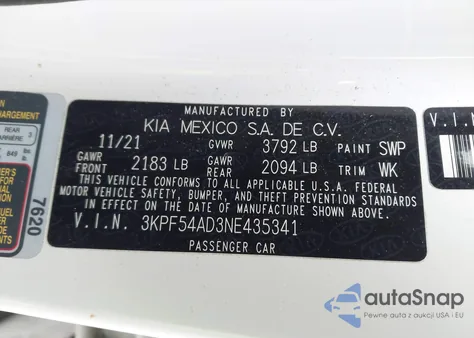 MANUFACTURED BY
KIA MEXICO S.A. DE C.V.
11/21 GVWR 3792 LB PAINT SWP
GAWR FRONT 2183 LB GAWR REAR 2094 LB TRIM WK
THIS VEHICLE CONFORMS TO ALL APPLICABLE U.S.A. FEDERAL
MOTOR VEHICLE SAFETY, BUMPER, AND THEFT PREVENTION STANDARDS
IN EFFECT ON THE DATE OF MANUFACTURE SHOWN ABOVE.
V.I.N. 3KPF54AD3NE435341
PASSENGER CAR
REAR
7620
V.I.N
autoSnap
Pewne auta z aukcji USA i EU